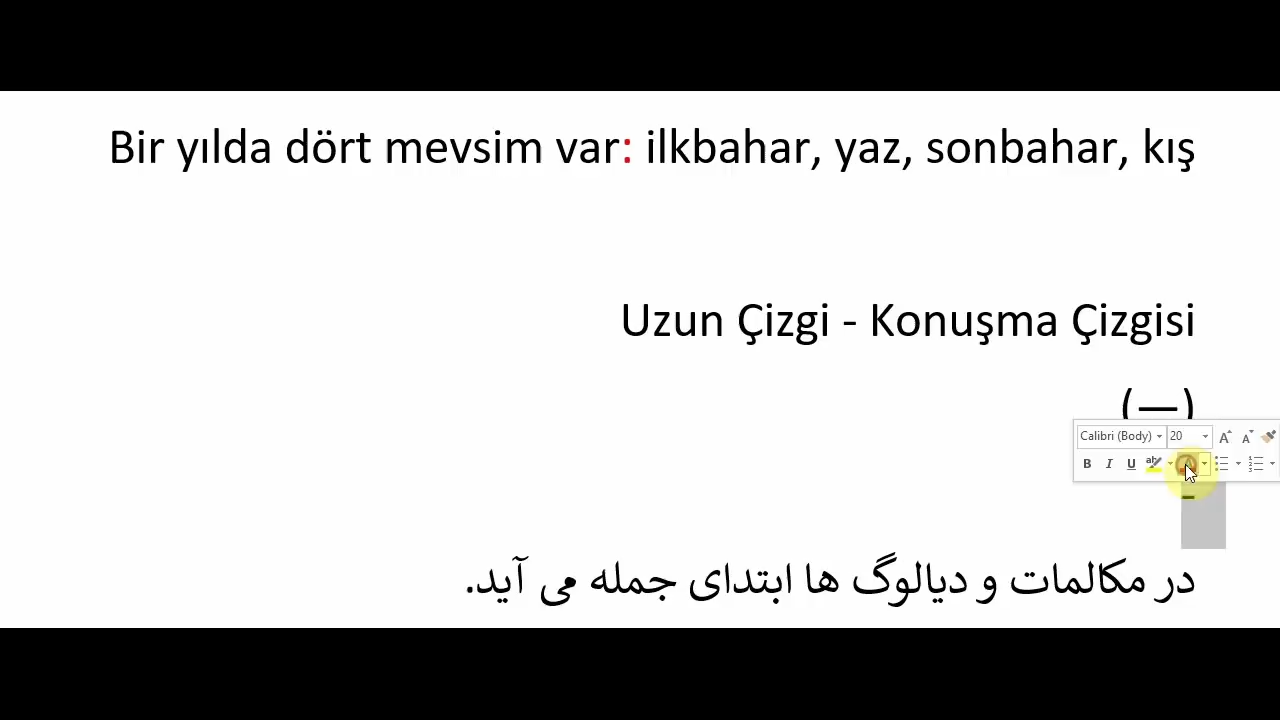 Bir yılda dört mevsim var: ilkbahar, yaz, sonbahar, kış
Uzun Çizgi - Konuşma Çizgisi
(—)
Calibri (Body) 20
B I U
-
در مکالمات و دیالوگ ها ابتدای جمله می آید.